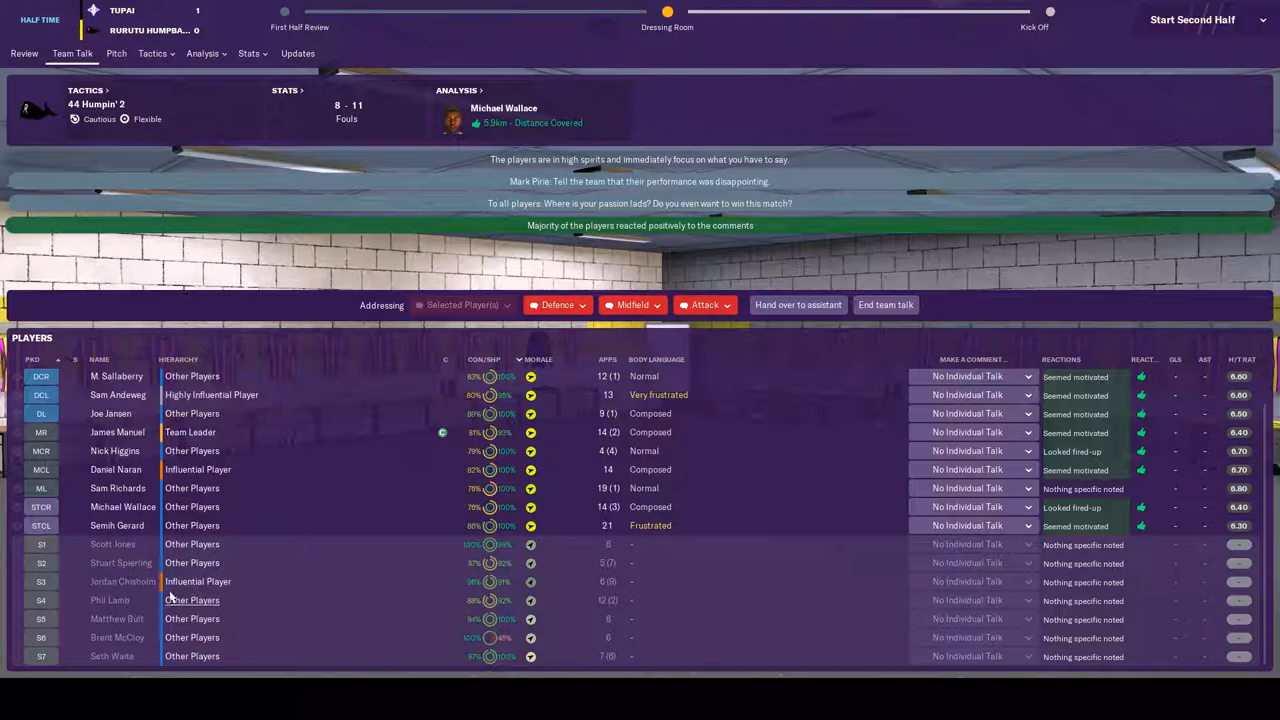 HALF TIME
TUPAI 1
RURUTU HUMPBA... 0
First Half Review
Dressing Room
Kick Off
Start Second Half
Review Team Talk Pitch Tactics Analysis Stats Updates
TACTICS
44 Humpin' 2
Cautious Flexible
STATS
8 - 11
Fouls
ANALYSIS
Michael Wallace
5.9km - Distance Covered
The players are in high spirits and immediately focus on what you have to say.
Mark Pirie: Tell the team that their performance was disappointing.
To all players: Where is your passion lads? Do you even want to win this match?
Majority of the players reacted positively to the comments
Addressing Selected Player(s) Defence Midfield Attack Hand over to assistant End team talk
PLAYERS
PKD S NAME HIERARCHY C CON/SHP MORALE APPS BODY LANGUAGE MAKE A COMMENT... REACTIONS REACT... GLS AST H/T RAT
DCR M. Sallaberry Other Players 83% 100% 12 (1) Normal No Individual Talk Seemed motivated - - 6.60
DCL Sam Andeweg Highly Influential Player 80% 95% 13 Very frustrated No Individual Talk Seemed motivated - - 6.60
DL Joe Jansen Other Players 89% 100% 9 (1) Composed No Individual Talk Seemed motivated - - 6.50
MR James Manuel Team Leader C 81% 93% 14 (2) Composed No Individual Talk Seemed motivated - - 6.40
MCR Nick Higgins Other Players 79% 100% 4 (4) Normal No Individual Talk Looked fired-up - - 6.70
MCL Daniel Naran Influential Player 82% 100% 14 Composed No Individual Talk Seemed motivated - - 6.70
ML Sam Richards Other Players 76% 100% 19 (1) Normal No Individual Talk Nothing specific noted - - 6.80
STCR Michael Wallace Other Players 76% 100% 14 (3) Composed No Individual Talk Looked fired-up - - 6.40
STCL Semih Gerard Other Players 86% 100% 21 Frustrated No Individual Talk Seemed motivated - - 6.30
S1 Scott Jones Other Players 100% 99% 8 - No Individual Talk Nothing specific noted - - -
S2 Stuart Spierling Other Players 87% 92% 5 (7) - No Individual Talk Nothing specific noted - - -
S3 Jordan Chisholm Influential Player 96% 91% 6 (9) - No Individual Talk Nothing specific noted - - -
S4 Phil Lamb Other Players 88% 92% 12 (2) - No Individual Talk Nothing specific noted - - -
S5 Matthew Bult Other Players 94% 100% 8 - No Individual Talk Nothing specific noted - - -
S6 Brent McCloy Other Players 100% 45% 6 - No Individual Talk Nothing specific noted - - -
S7 Seth Waite Other Players 97% 100% 7 (6) - No Individual Talk Nothing specific noted - - -